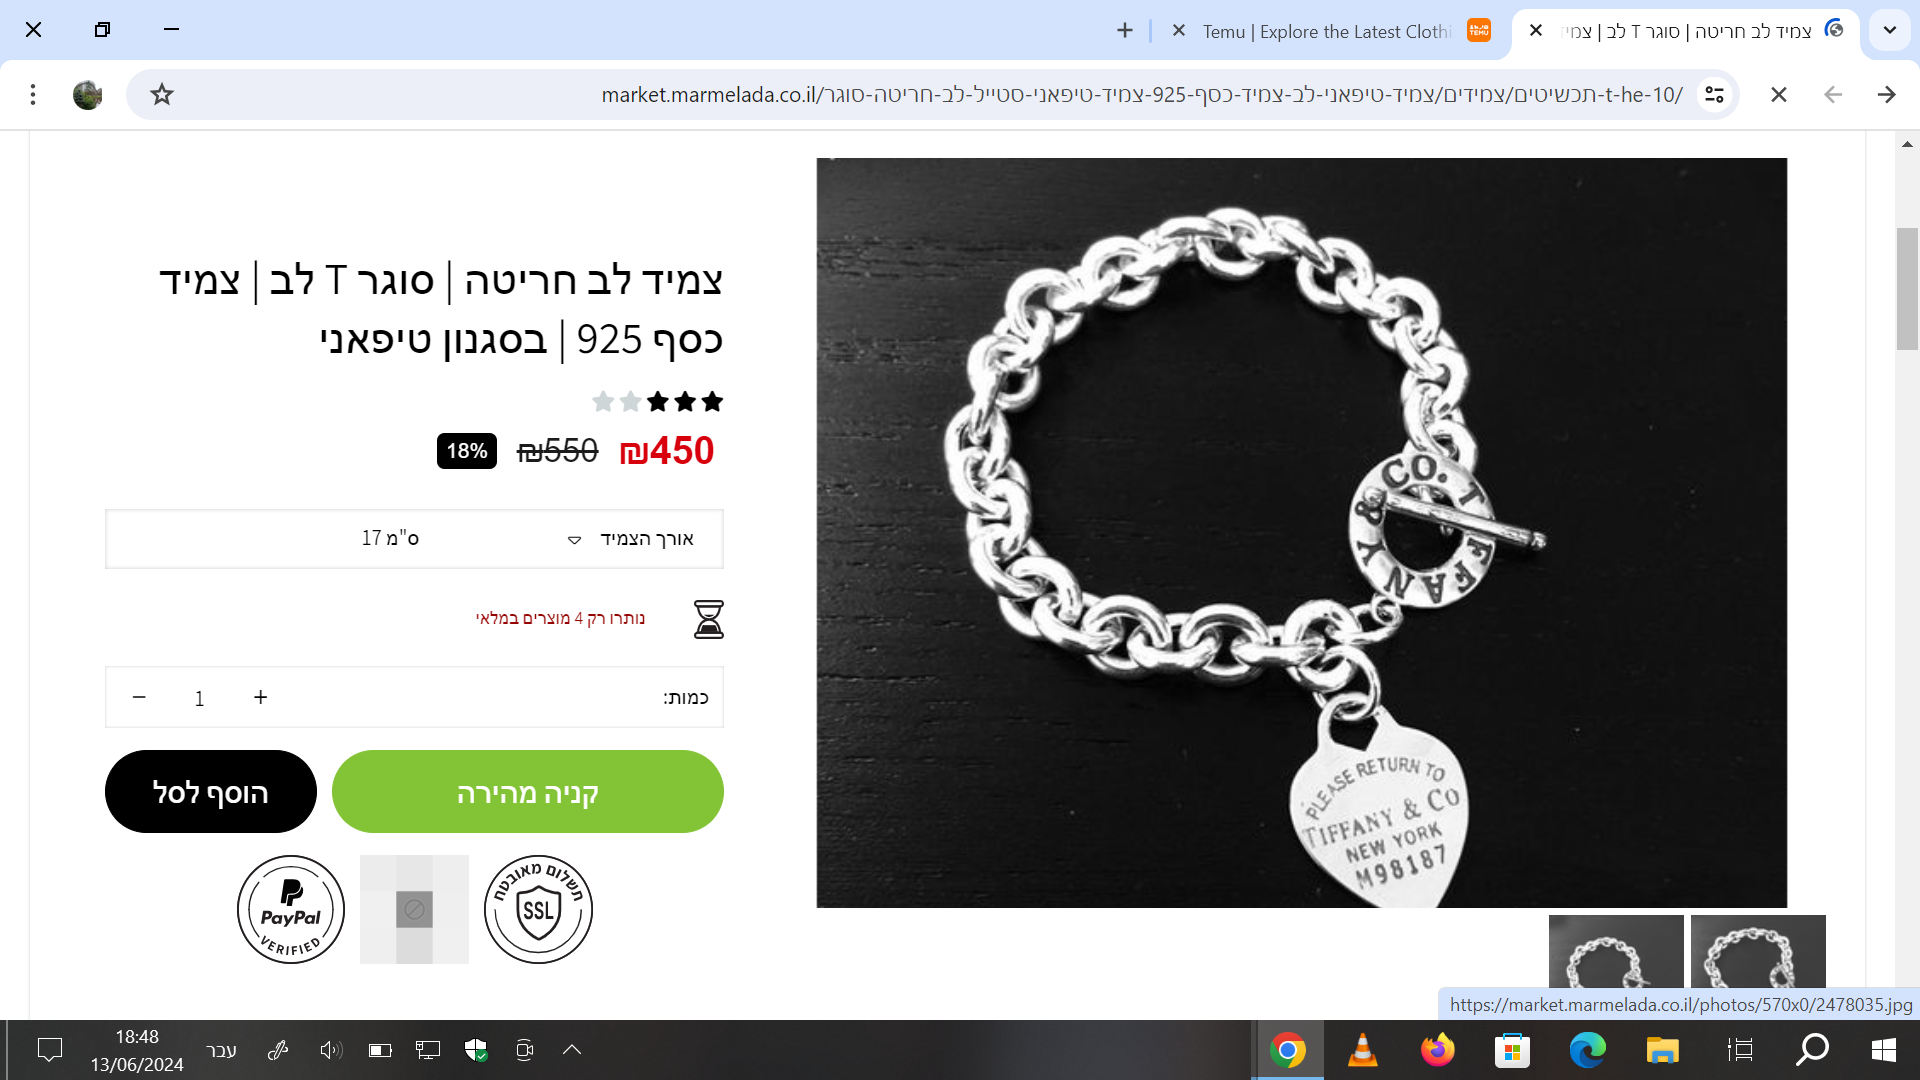 צמיד לב חריטה | סוגר T לב | צמיד
Temu | Explore the Latest Clothi
market.marmelada.co.il/תכשיטים/צמידים/צמיד-טיפאני-לב-צמיד-כסף-925-צמיד-טיפאני-סטייל-לב-חריטה-סוגר-t-he-10/
צמיד לב חריטה | סוגר T לב | צמיד
כסף 925 | בסגנון טיפאני
₪450 ₪550 18%
אורך הצמיד 17 ס"מ
נותרו רק 4 מוצרים במלאי
כמות: + 1 −
קניה מהירה
הוסף לסל
תשלום מאובטח
SSL
PayPal
VERIFIED
CO. T FFANY &
PLEASE RETURN TO
TIFFANY & CO
NEW YORK
M98187
https://market.marmelada.co.il/photos/570x0/2478035.jpg
עבר
18:48
13/06/2024